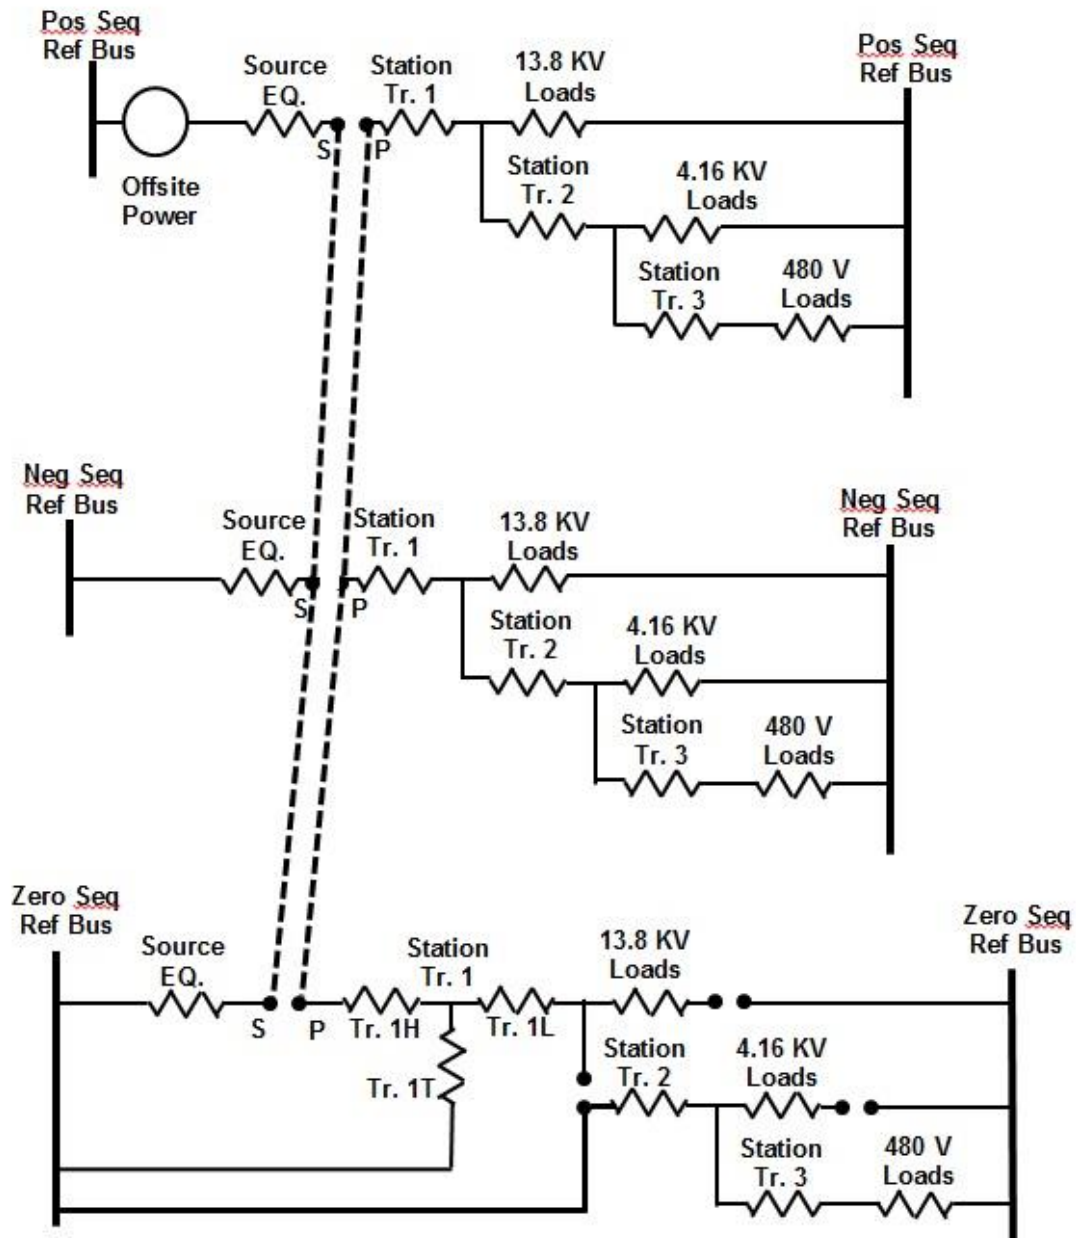 Pos Seq
Ref Bus
Source
EQ.
Station
Tr. 1
13.8 KV
Loads
Pos Seq
Ref Bus
S
P
Offsite
Power
Station
Tr. 2
4.16 KV
Loads
Station
Tr. 3
480 V
Loads
Neg Seq
Ref Bus
Source
EQ.
Station
Tr. 1
13.8 KV
Loads
Neg Seq
Ref Bus
S
P
Station
Tr. 2
4.16 KV
Loads
Station
Tr. 3
480 V
Loads
Zero Seq
Ref Bus
Source
EQ.
Station
Tr. 1
13.8 KV
Loads
Zero Seq
Ref Bus
S
P
Tr. 1H
Tr. 1L
Tr. 1T
Station
Tr. 2
4.16 KV
Loads
Station
Tr. 3
480 V
Loads